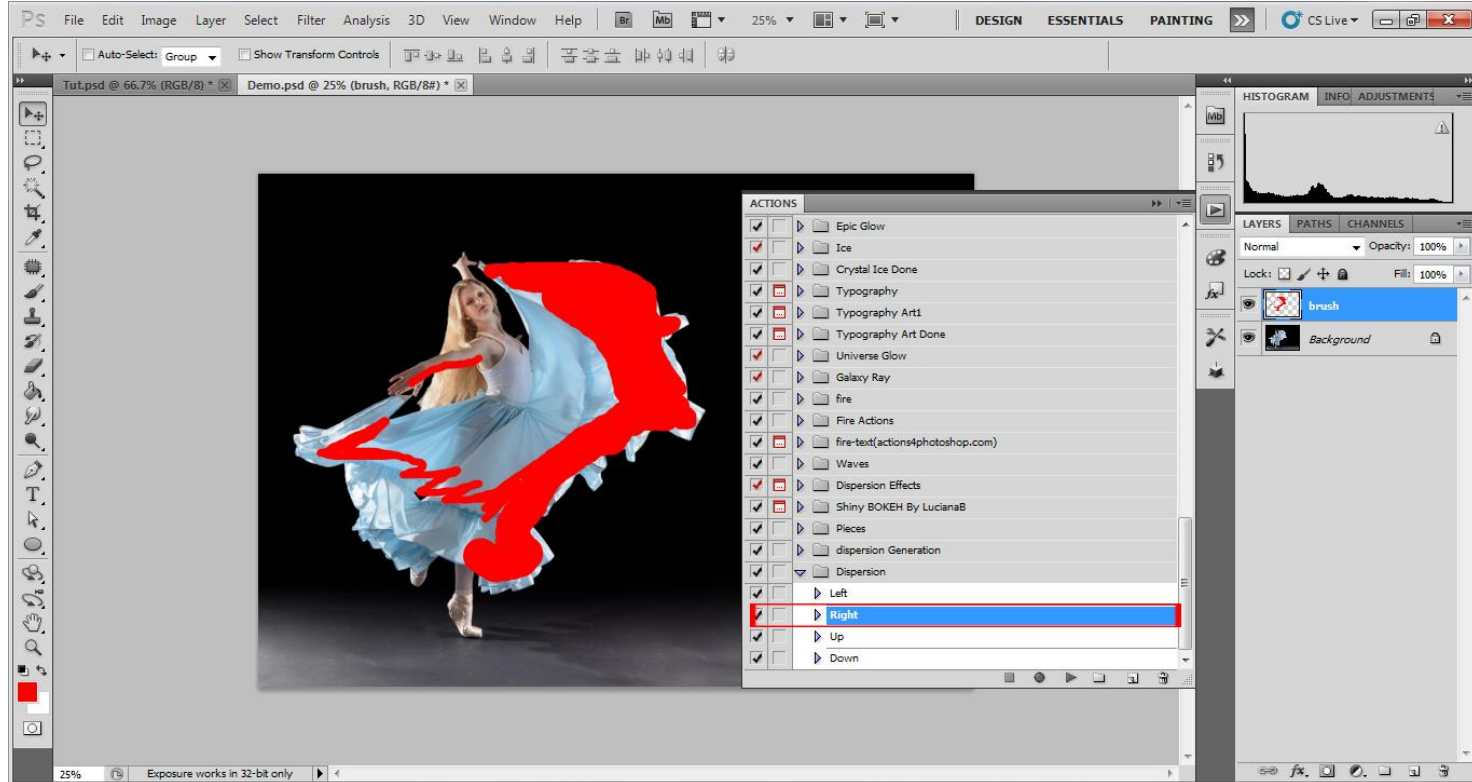 Ps File Edit Image Layer Select Filter Analysis 3D View Window Help Br Mb 25% DESIGN ESSENTIALS PAINTING CS Live
Auto-Select: Group Show Transform Controls
Tut.psd @ 66.7% (RGB/8) * Demo.psd @ 25% (brush, RGB/8#) *
HISTOGRAM INFO ADJUSTMENTS
Mb
ACTIONS
Epic Glow
Ice
Crystal Ice Done
Typography
Typography Art1
Typography Art Done
Universe Glow
Galaxy Ray
fire
Fire Actions
fire-text(actions4photoshop.com)
Waves
Dispersion Effects
Shiny BOKEH By LucianaB
Pieces
dispersion Generation
Dispersion
Left
Right
Up
Down
LAYERS PATHS CHANNELS
Normal Opacity: 100%
Lock: Fill: 100%
brush
Background
25% Exposure works in 32-bit only